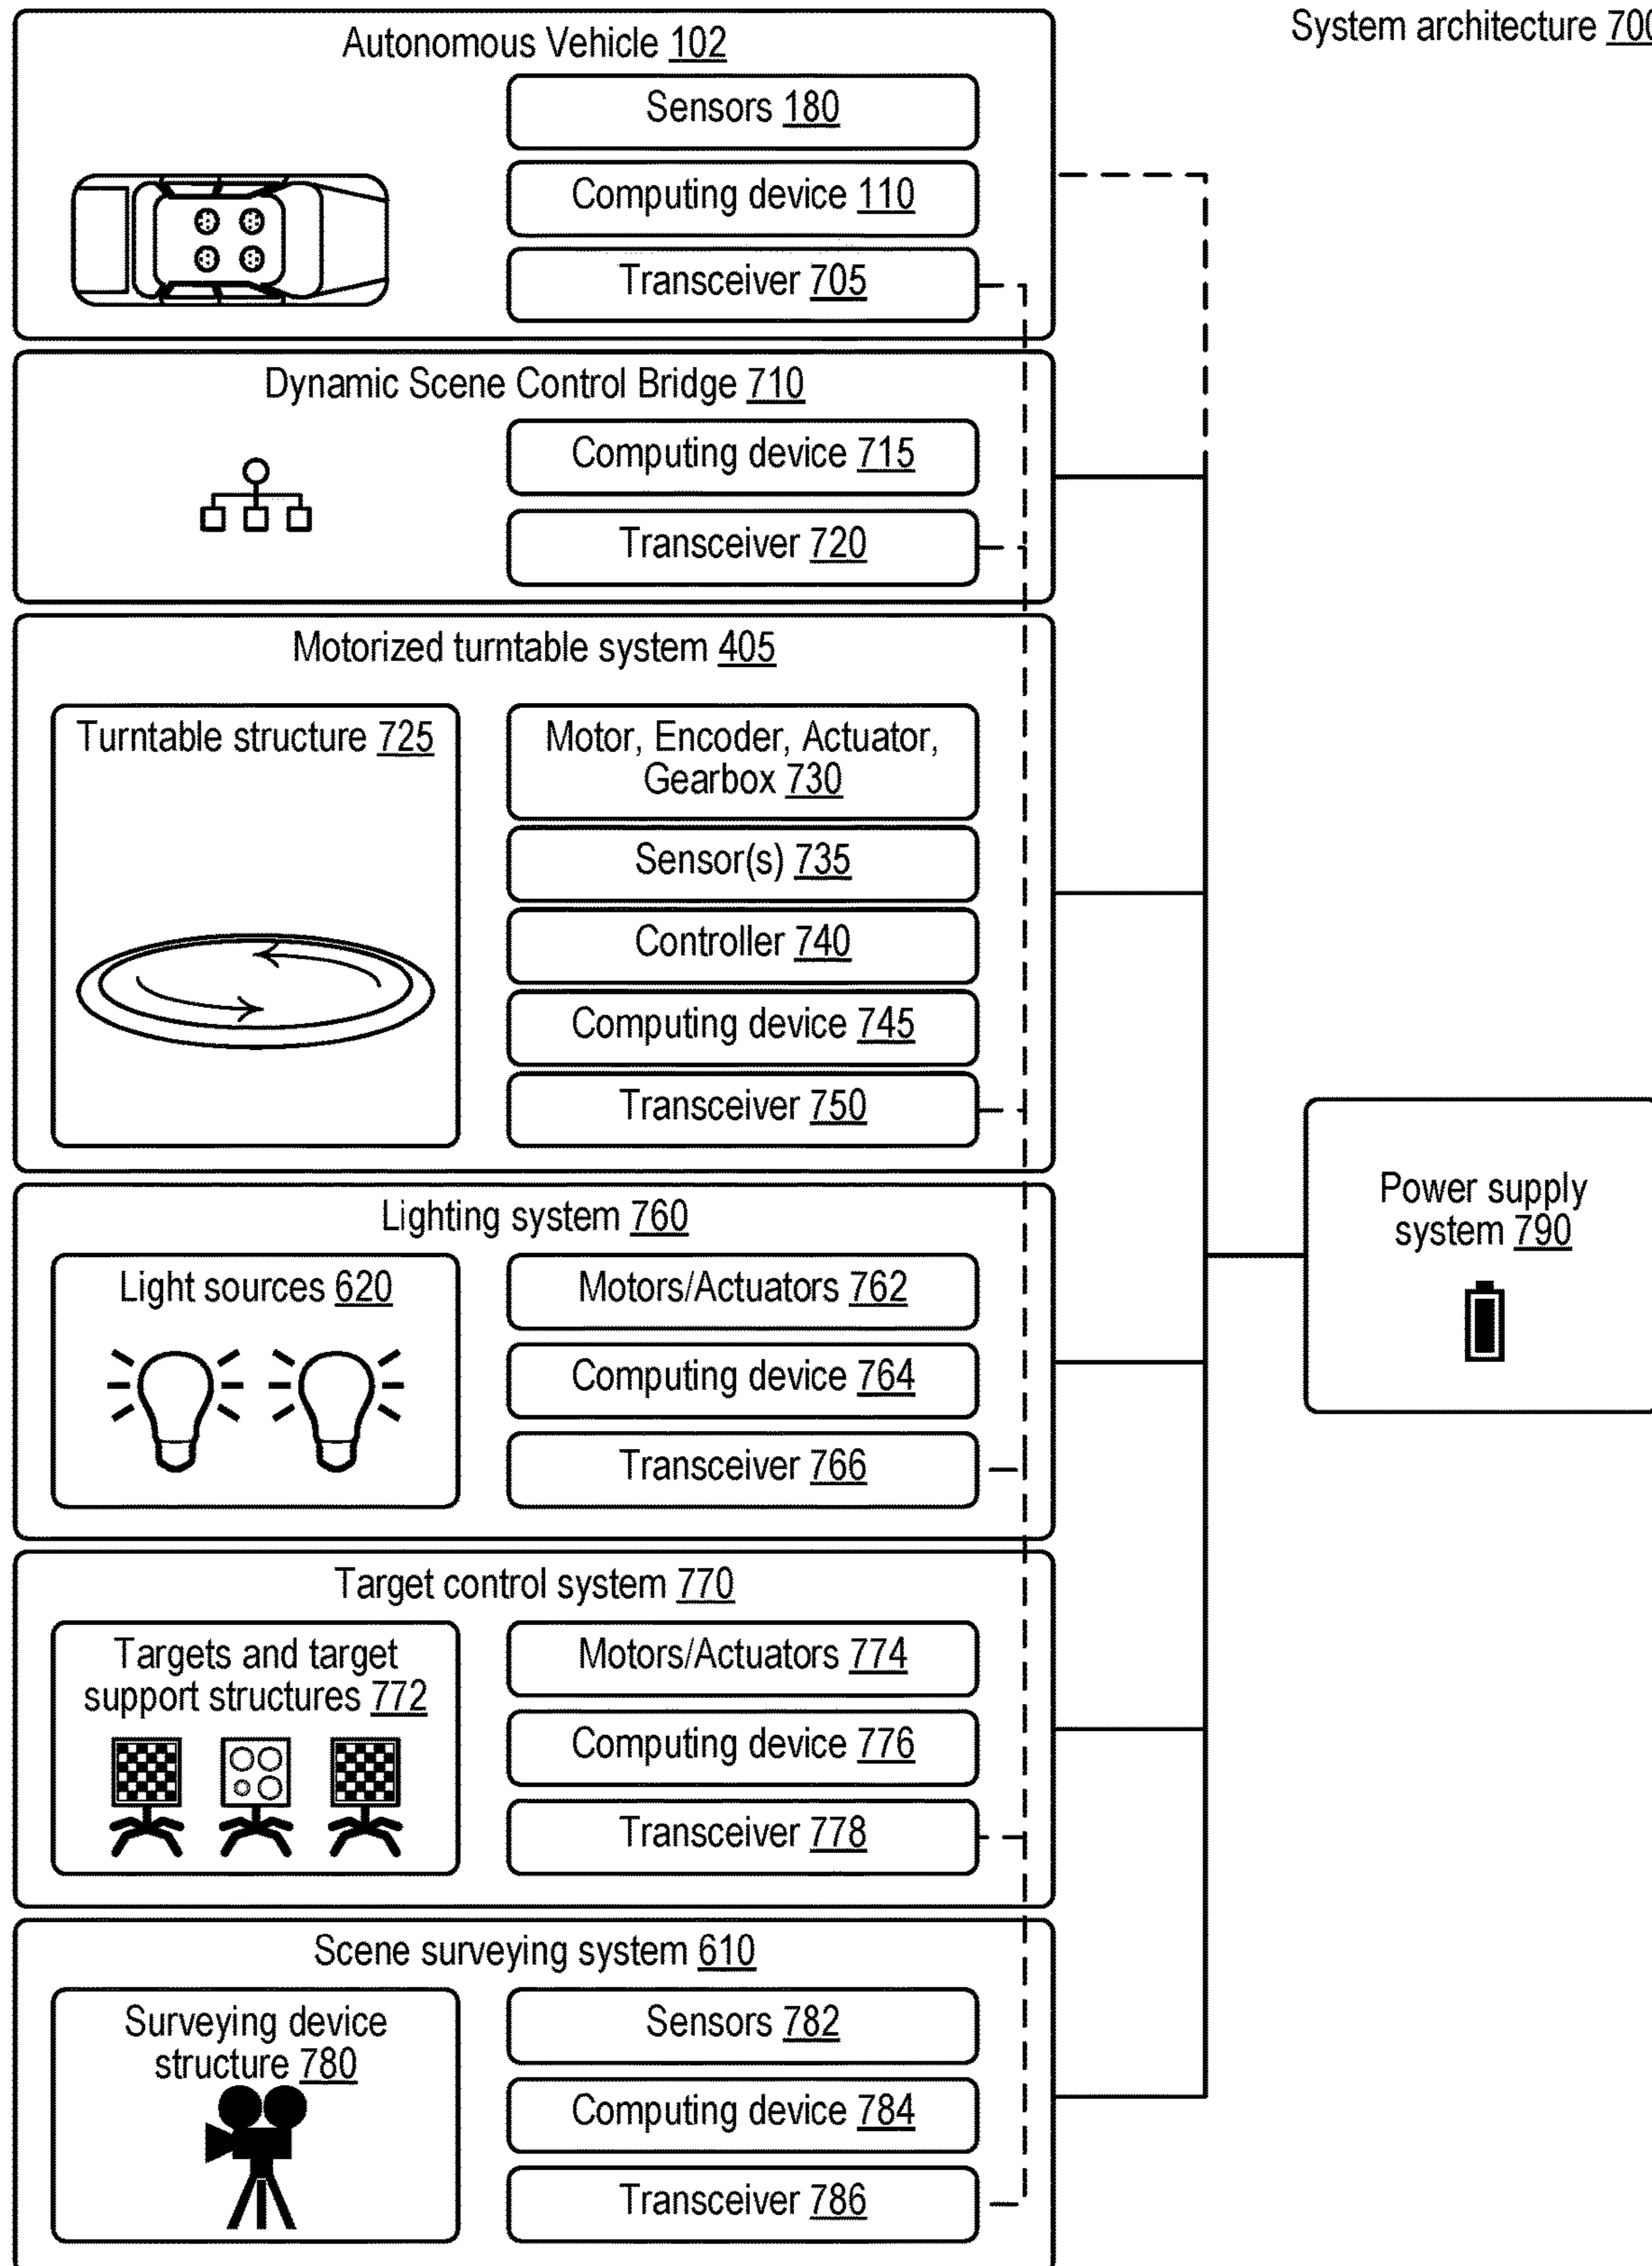 System architecture 700
Autonomous Vehicle 102
Sensors 180
Computing device 110
Transceiver 705
Dynamic Scene Control Bridge 710
Computing device 715
Transceiver 720
Motorized turntable system 405
Turntable structure 725
Motor, Encoder, Actuator,
Gearbox 730
Sensor(s) 735
Controller 740
Computing device 745
Transceiver 750
Lighting system 760
Light sources 620
Motors/Actuators 762
Computing device 764
Transceiver 766
Target control system 770
Targets and target
support structures 772
Motors/Actuators 774
Computing device 776
Transceiver 778
Scene surveying system 610
Surveying device
structure 780
Sensors 782
Computing device 784
Transceiver 786
Power supply
system 790